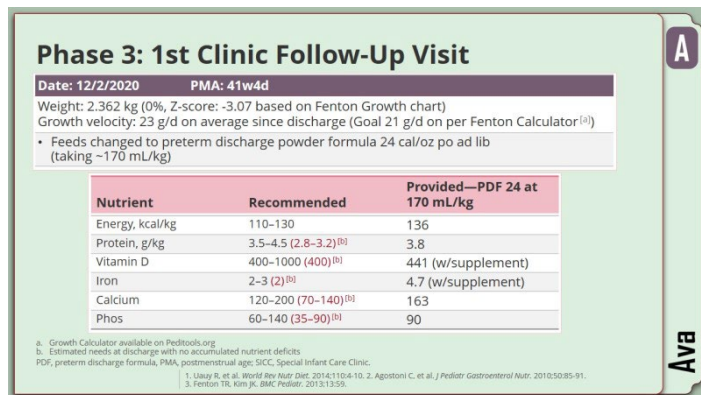 Phase 3: 1st Clinic Follow-Up Visit
A
Date: 12/2/2020 PMA: 41w4d
Weight: 2.362 kg (0%, Z-score: -3.07 based on Fenton Growth chart)
Growth velocity: 23 g/d on average since discharge (Goal 21 g/d on per Fenton Calculator[a])
• Feeds changed to preterm discharge powder formula 24 cal/oz po ad lib
(taking ~170 mL/kg)
Nutrient Recommended Provided—PDF 24 at
170 mL/kg
Energy, kcal/kg 110–130 136
Protein, g/kg 3.5–4.5 (2.8–3.2)[b] 3.8
Vitamin D 400–1000 (400)[b] 441 (w/supplement)
Iron 2–3 (2)[b] 4.7 (w/supplement)
Calcium 120–200 (70–140)[b] 163
Phos 60–140 (35–90)[b] 90
a. Growth Calculator available on Peditools.org
b. Estimated needs at discharge with no accumulated nutrient deficits
PDF, preterm discharge formula, PMA, postmenstrual age; SICC, Special Infant Care Clinic.
1. Uauy R, et al. World Rev Nutr Diet. 2014;110:4-10. 2. Agostoni C, et al. J Pediatr Gastroenterol Nutr. 2010;50:85-91.
3. Fenton TR, Kim JK. BMC Pediatr. 2013;13:59.
Ava